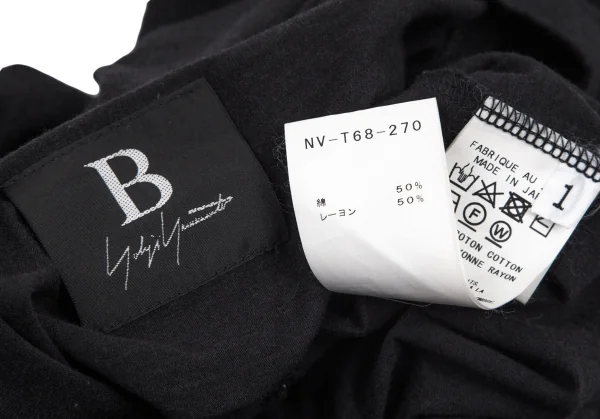 B
Yohji Yamamoto
NV-T68-270
綿 50%
レーヨン 50%
FABRIQUE AU
MADE IN JA
1
F W
COTON COTTON
ONNE RAYON